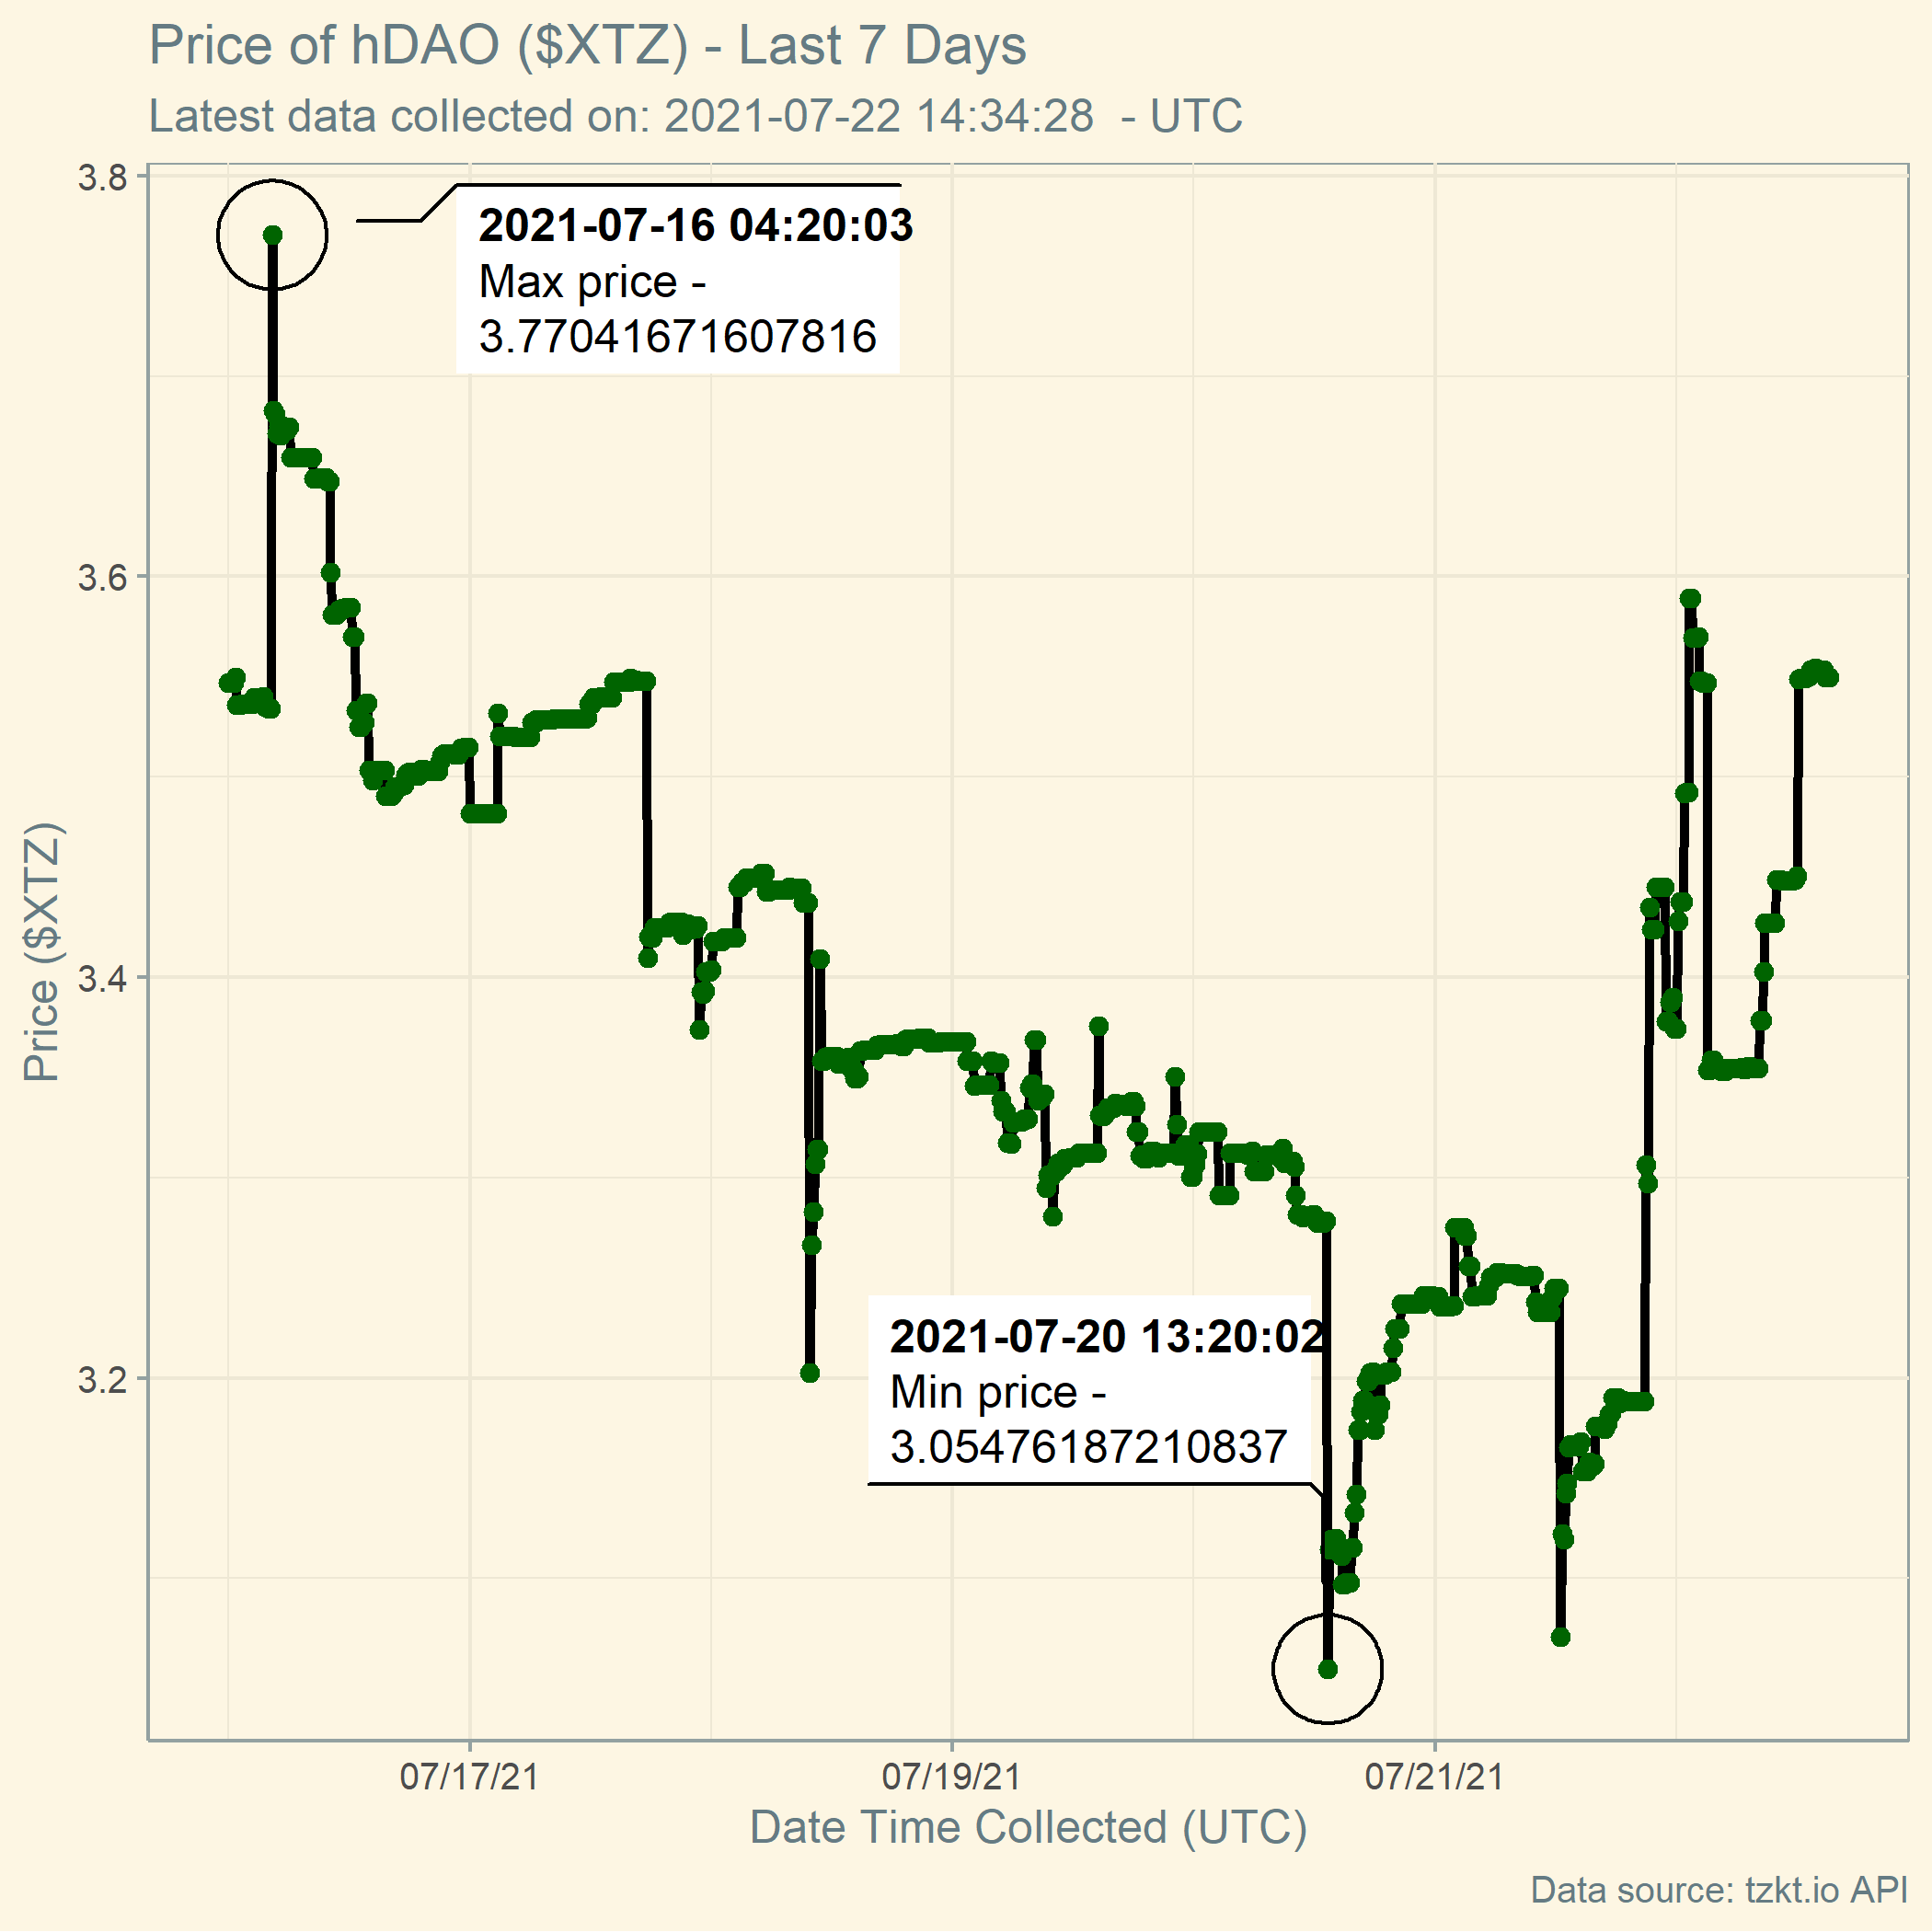 Price of hDAO ($XTZ) - Last 7 Days
Latest data collected on: 2021-07-22 14:34:28  - UTC
3.8
2021-07-16 04:20:03
Max price -
3.77041671607816
3.6
Price ($XTZ)
3.4
2021-07-20 13:20:02
Min price -
3.05476187210837
3.2
07/17/21
07/19/21
07/21/21
Date Time Collected (UTC)
Data source: tzkt.io API